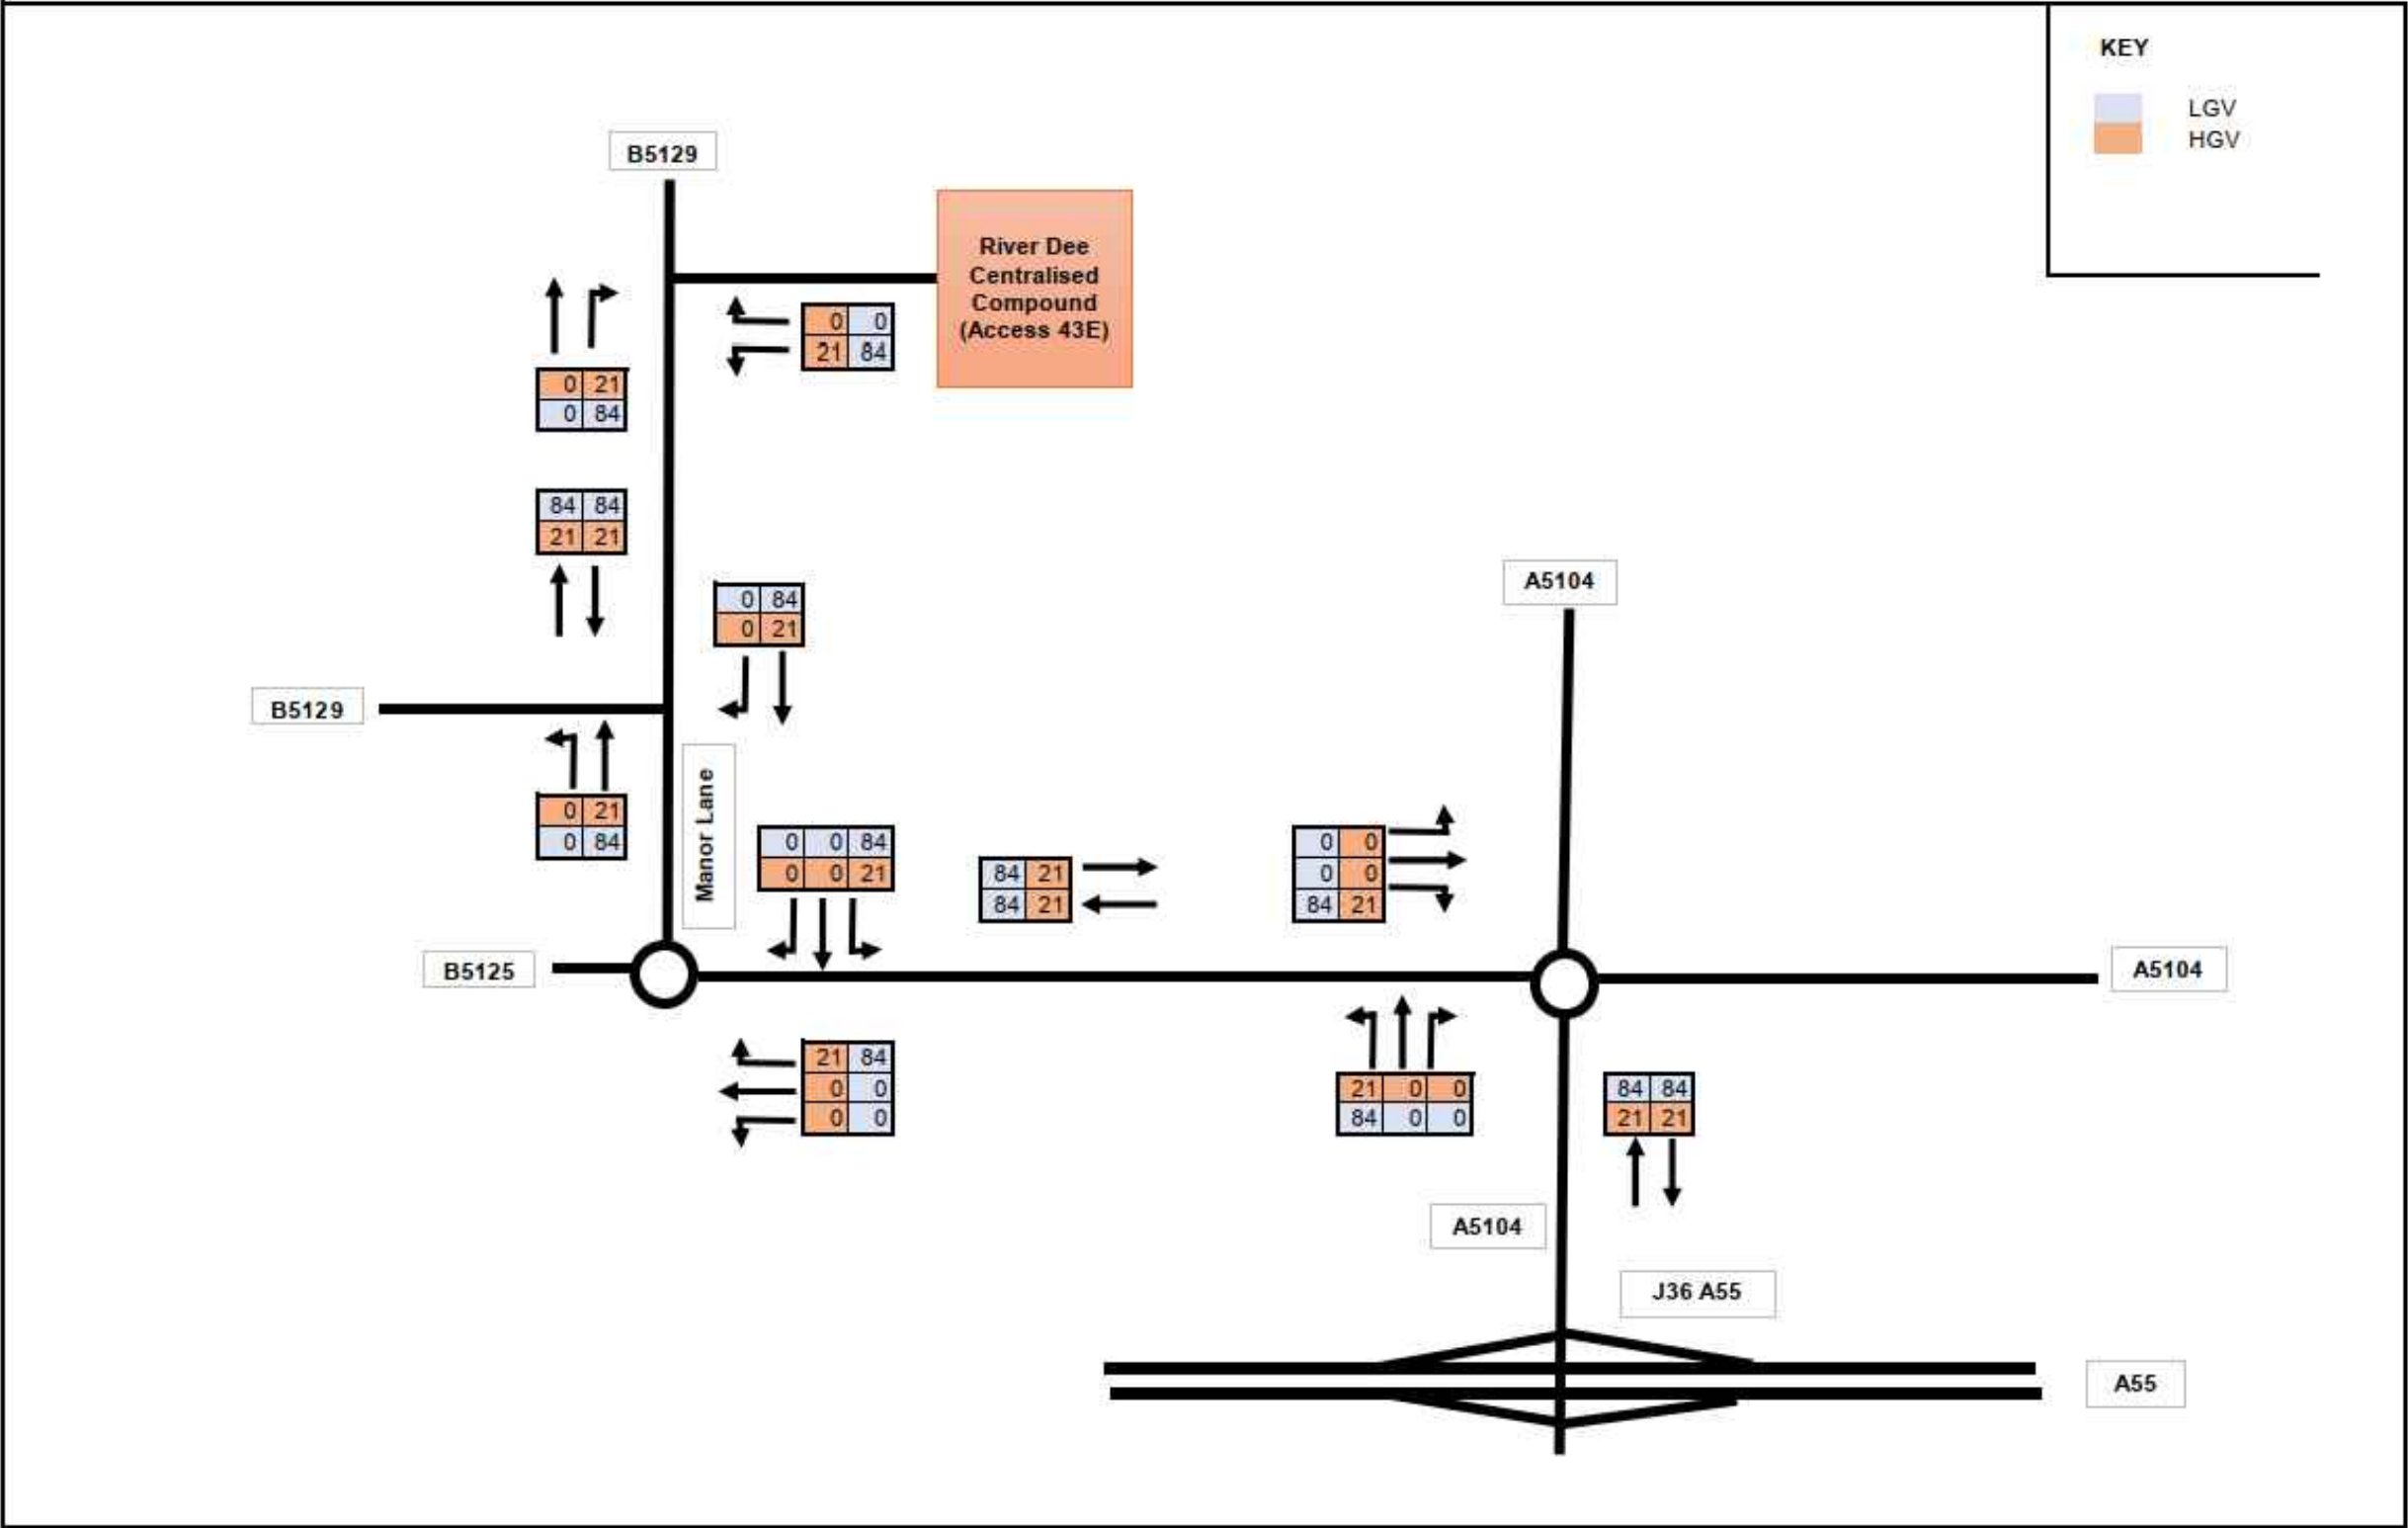 KEY
LGV
HGV
B5129
River Dee
Centralised
Compound
(Access 43E)
0 0
21 84
0 21
0 84
84 84
21 21
0 84
0 21
A5104
B5129
Manor Lane
0 21
0 84
0 0 84
0 0 21
84 21
84 21
0 0
0 0
84 21
B5125
A5104
21 84
0 0
0 0
21 0 0
84 0 0
84 84
21 21
A5104
J36 A55
A55